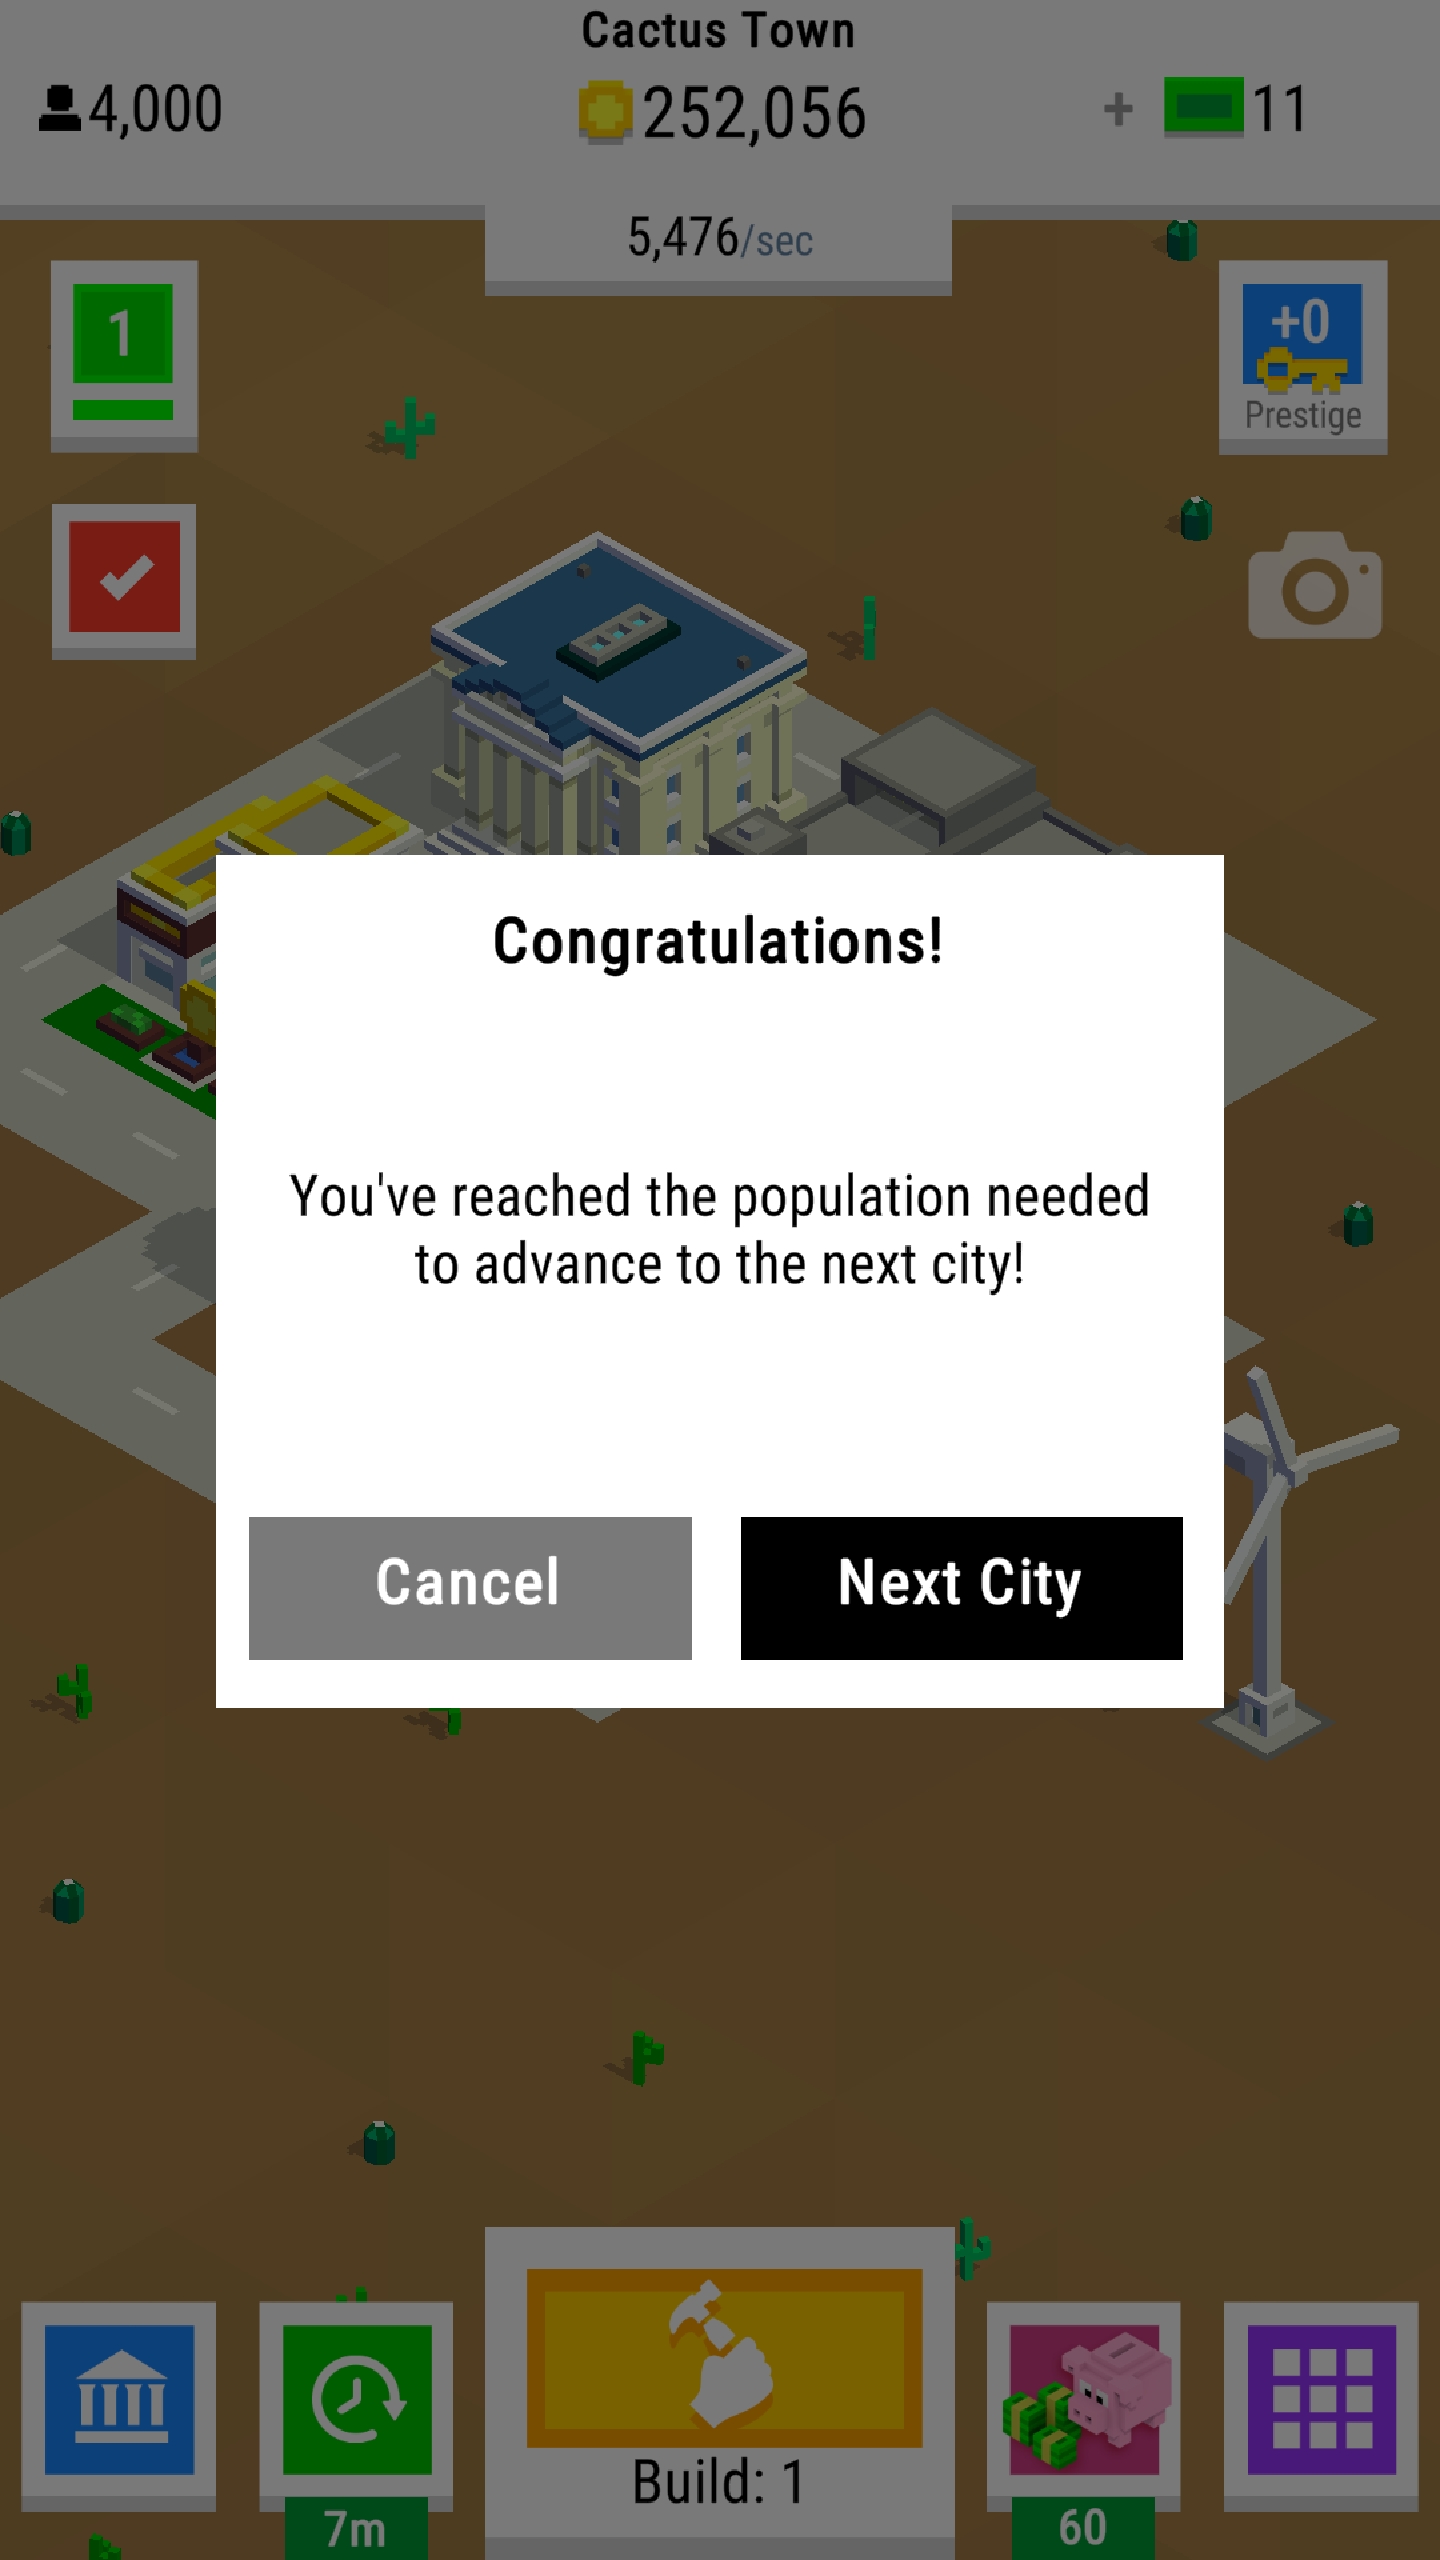 Cactus Town
4,000
252,056
+ 11
5,476/sec
1
+0
Prestige
Congratulations!
You've reached the population needed
to advance to the next city!
Cancel
Next City
Build: 1
7m
60